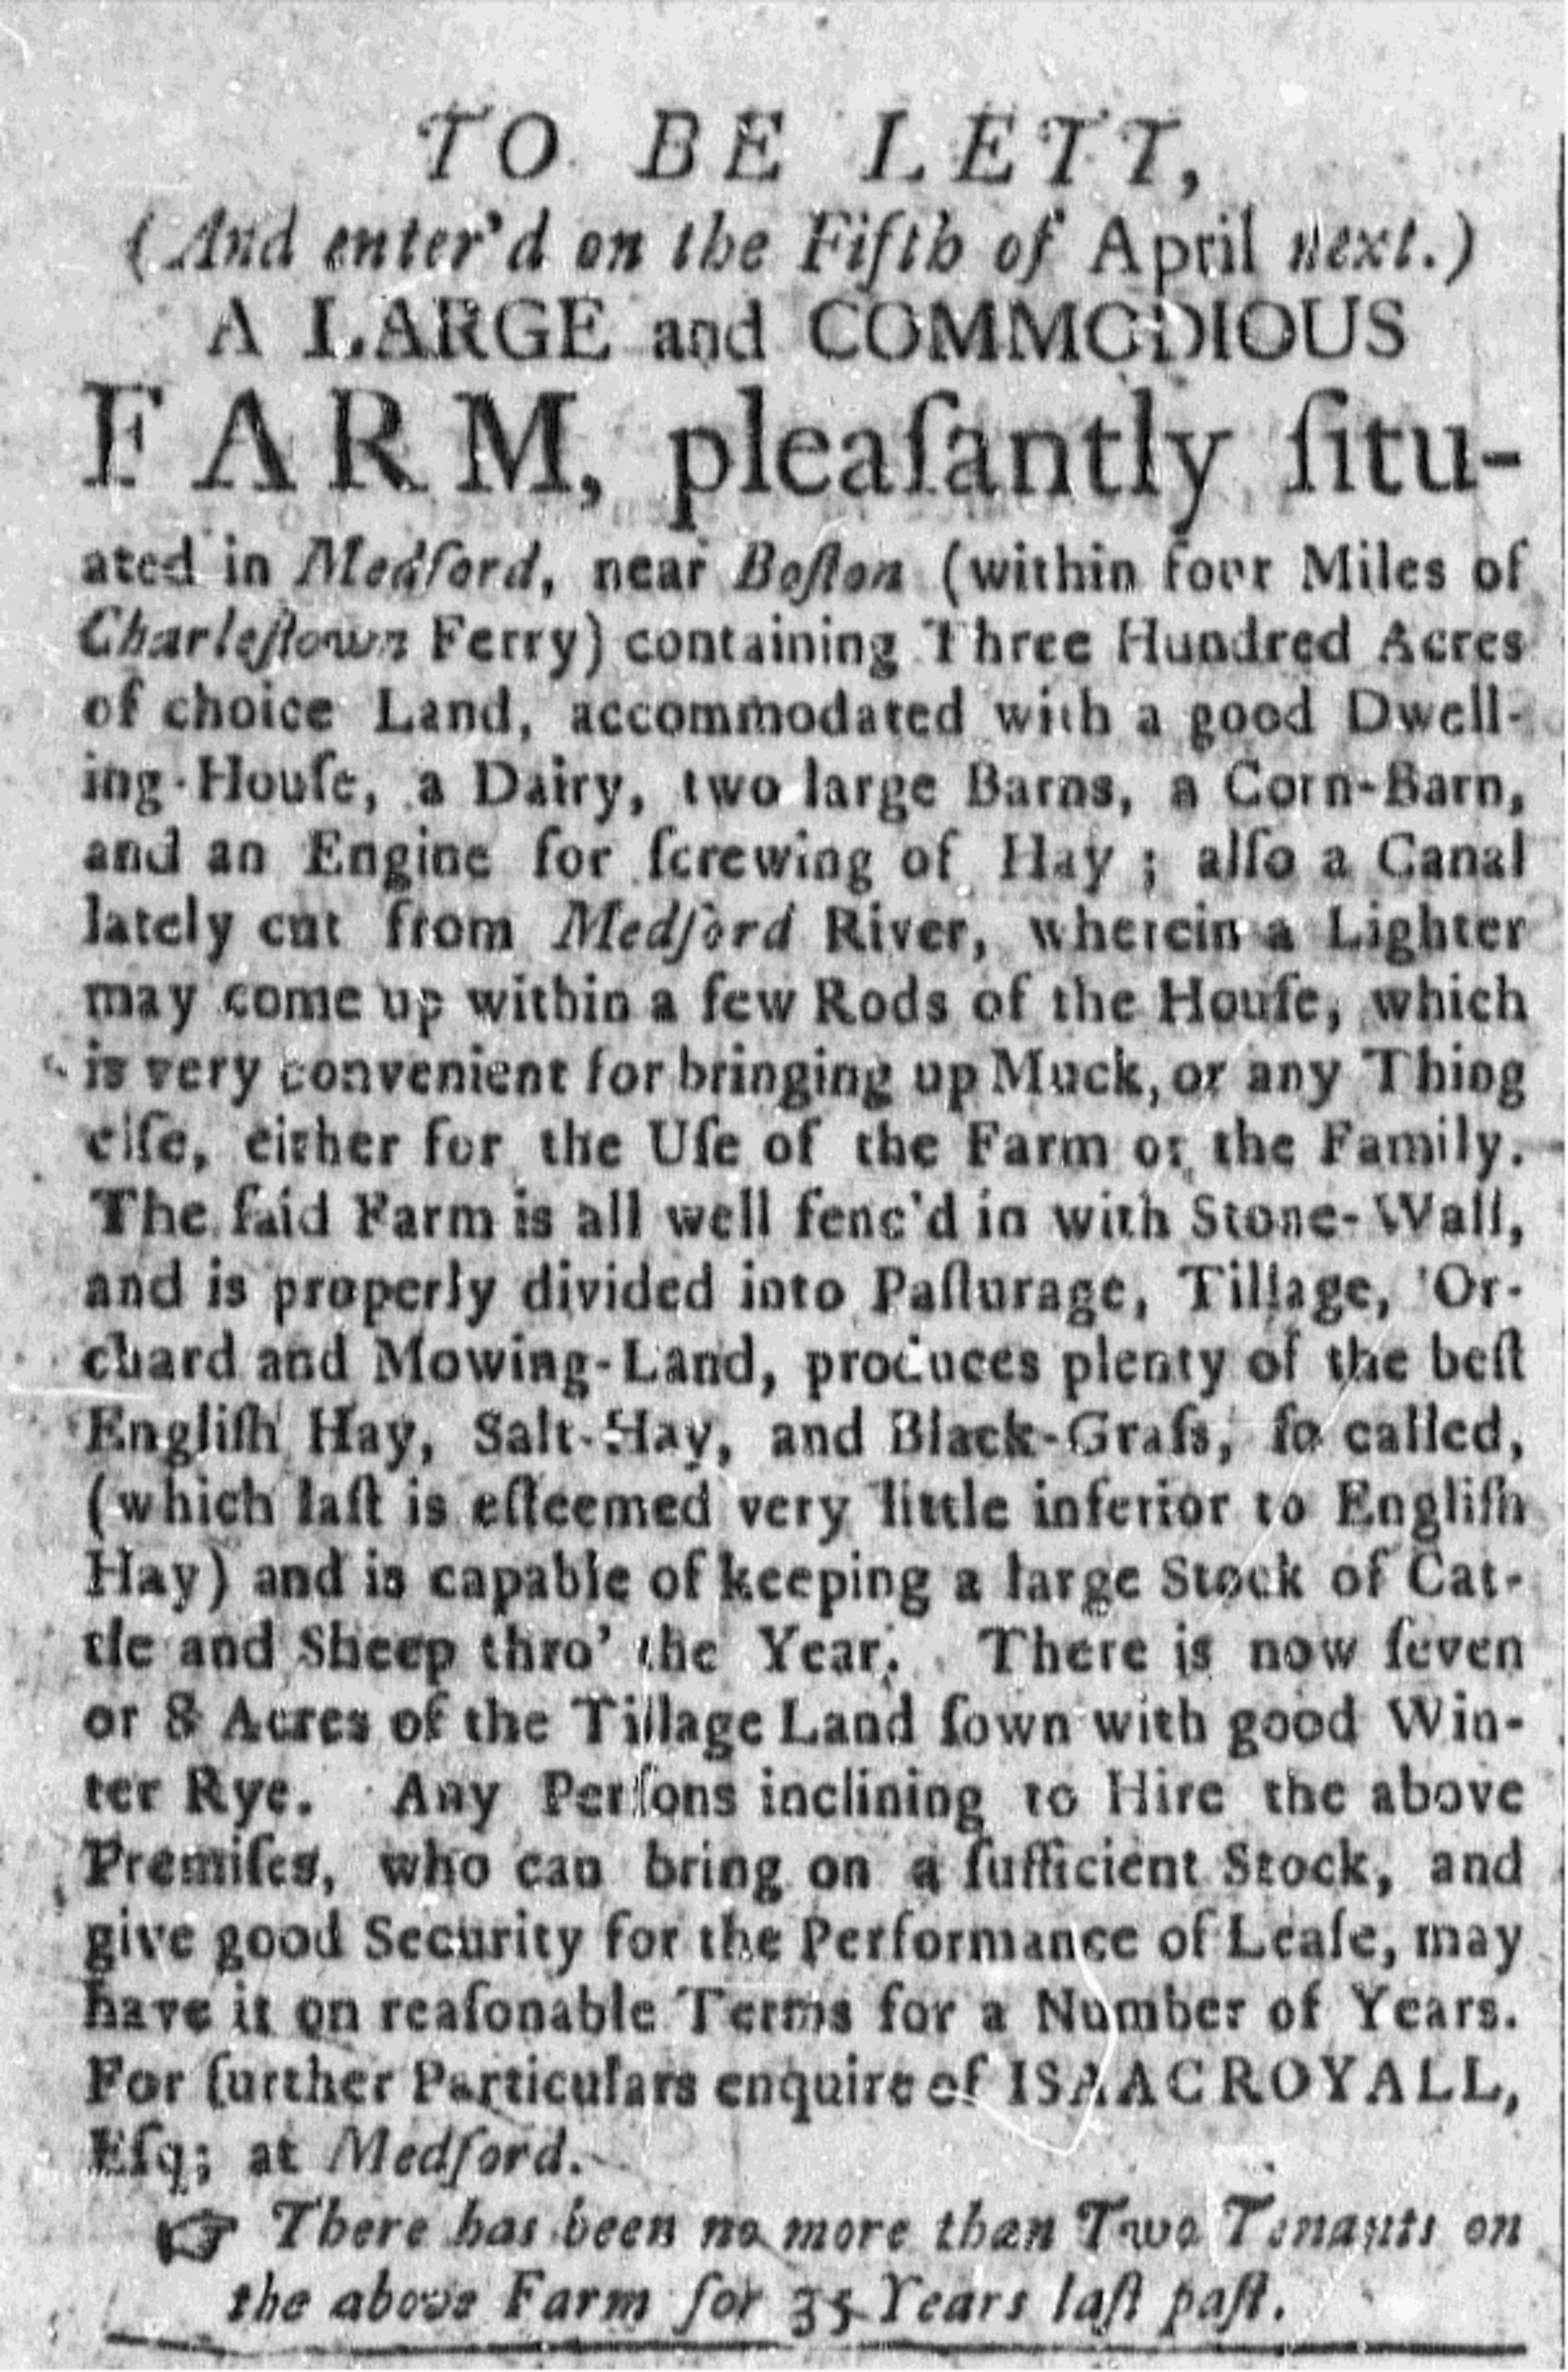 TO BE LETT,
(And enter'd on the Fifth of April next.)
A LARGE and COMMODIOUS
FARM, pleaſantly ſitu-
ated in Medford, near Boſton (within four Miles of
Charleſtown Ferry) containing Three Hundred Acres
of choice Land, accommodated with a good Dwell-
ing-Houſe, a Dairy, two large Barns, a Corn-Barn,
and an Engine for ſcrewing of Hay ; alſo a Canal
lately cut from Medford River, wherein a Lighter
may come up within a few Rods of the Houſe, which
is very convenient for bringing up Muck, or any Thing
elſe, either for the Uſe of the Farm or the Family.
The ſaid Farm is all well fenc'd in with Stone-Wall,
and is properly divided into Paſturage, Tillage, Or-
chard and Mowing-Land, produces plenty of the beſt
Engliſh Hay, Salt-Hay, and Black-Graſs, ſo called,
(which laſt is eſteemed very little inferior to Engliſh
Hay) and is capable of keeping a large Stock of Cat-
tle and Sheep thro' the Year. There is now ſeven
or 8 Acres of the Tillage Land ſown with good Win-
ter Rye. Any Perſons inclining to Hire the above
Premiſes, who can bring on a ſufficient Stock, and
give good Security for the Performance of Leaſe, may
have it on reaſonable Terms for a Number of Years.
For further Particulars enquire of ISAAC ROYALL,
Eſq; at Medford.
☞ There has been no more than Two Tenants on
the above Farm for 35 Years laſt paſt.